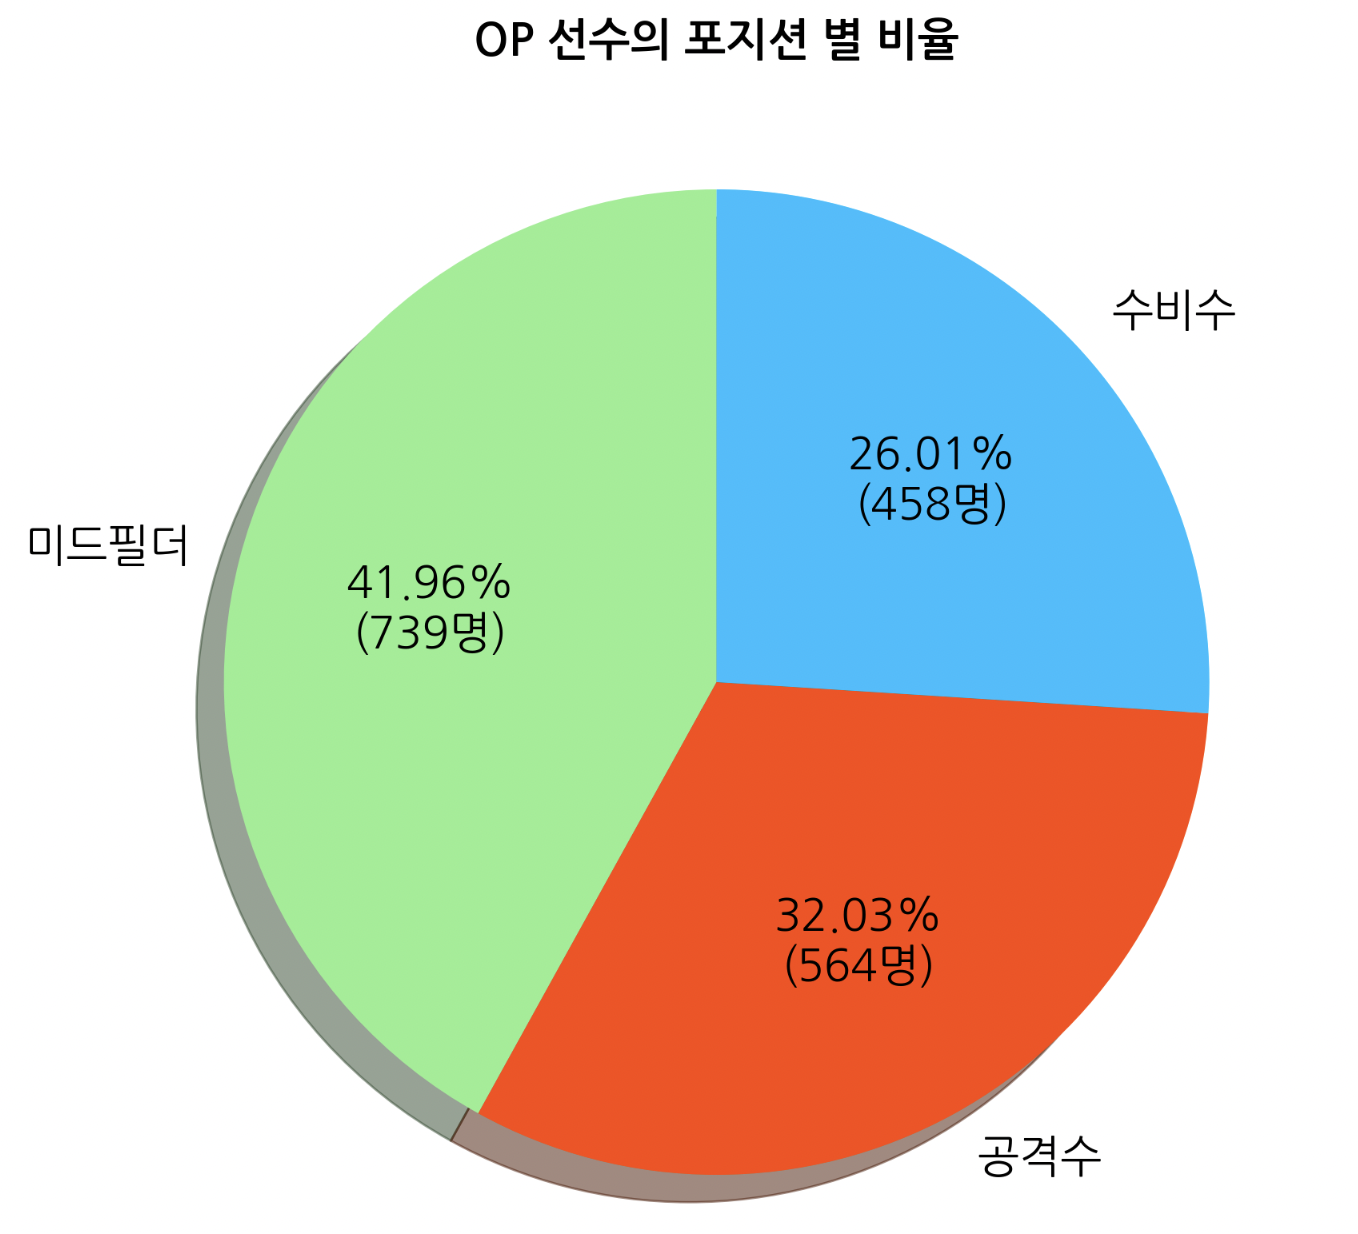 OP 선수의 포지션 별 비율
수비수
26.01%
(458명)
미드필더
41.96%
(739명)
32.03%
(564명)
공격수